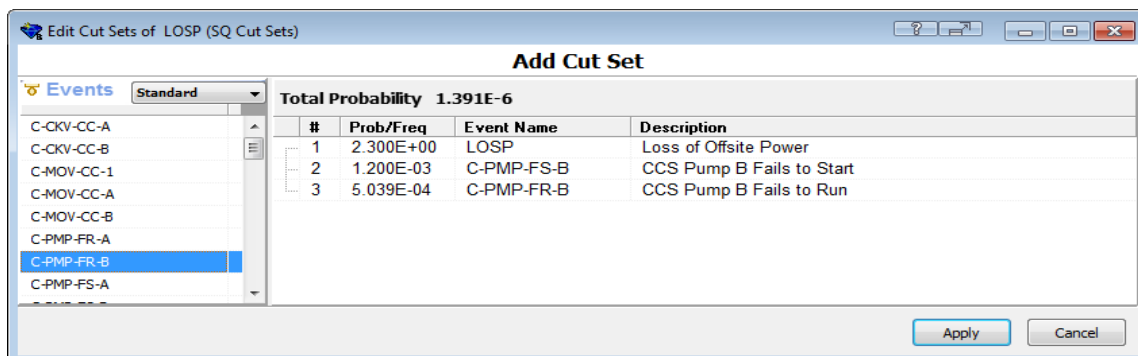 Edit Cut Sets of LOSP (SQ Cut Sets)
Add Cut Set
Events Standard
Total Probability 1.391E-6
# Prob/Freq Event Name Description
1 2.300E+00 LOSP Loss of Offsite Power
2 1.200E-03 C-PMP-FS-B CCS Pump B Fails to Start
3 5.039E-04 C-PMP-FR-B CCS Pump B Fails to Run
C-CKV-CC-A
C-CKV-CC-B
C-MOV-CC-1
C-MOV-CC-A
C-MOV-CC-B
C-PMP-FR-A
C-PMP-FR-B
C-PMP-FS-A
Apply Cancel